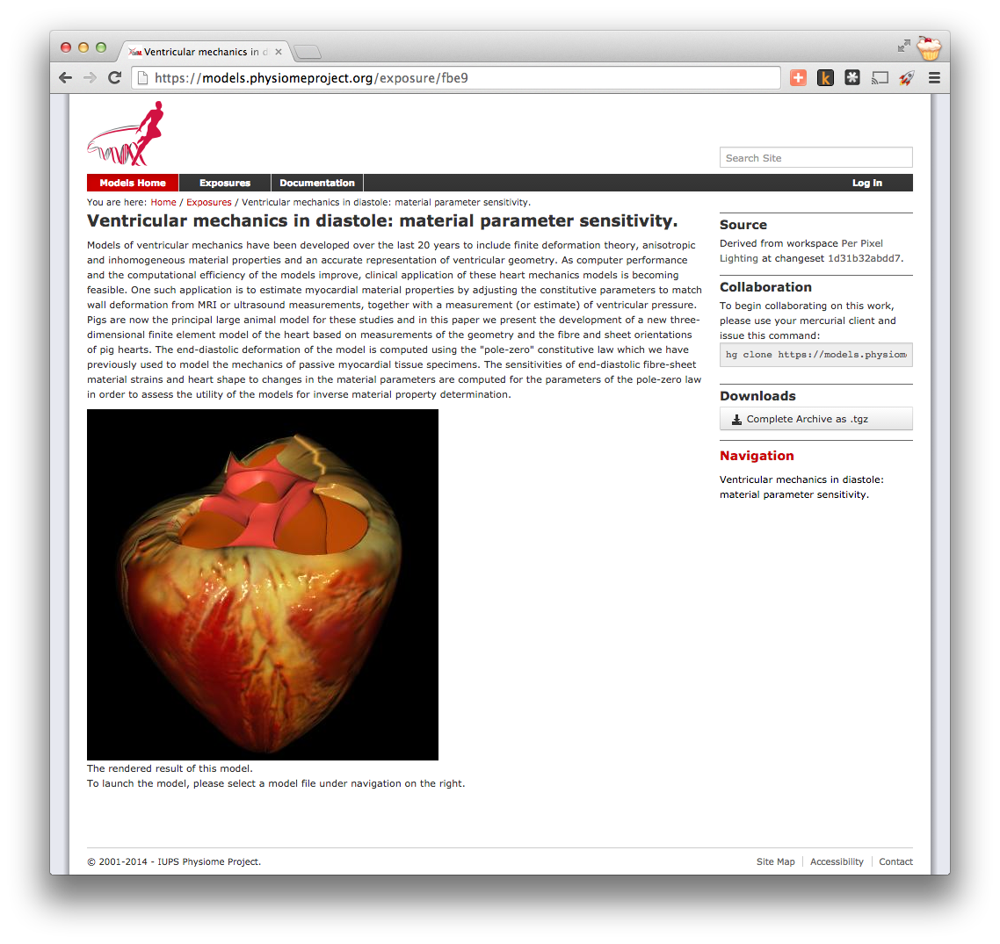 Ventricular mechanics in d
https://models.physiomeproject.org/exposure/fbe9
Search Site
Models Home
Exposures
Documentation
Log in
You are here: Home / Exposures / Ventricular mechanics in diastole: material parameter sensitivity.
Ventricular mechanics in diastole: material parameter sensitivity.
Models of ventricular mechanics have been developed over the last 20 years to include finite deformation theory, anisotropic
and inhomogeneous material properties and an accurate representation of ventricular geometry. As computer performance
and the computational efficiency of the models improve, clinical application of these heart mechanics models is becoming
feasible. One such application is to estimate myocardial material properties by adjusting the constitutive parameters to match
wall deformation from MRI or ultrasound measurements, together with a measurement (or estimate) of ventricular pressure.
Pigs are now the principal large animal model for these studies and in this paper we present the development of a new three-
dimensional finite element model of the heart based on measurements of the geometry and the fibre and sheet orientations
of pig hearts. The end-diastolic deformation of the model is computed using the "pole-zero" constitutive law which we have
previously used to model the mechanics of passive myocardial tissue specimens. The sensitivities of end-diastolic fibre-sheet
material strains and heart shape to changes in the material parameters are computed for the parameters of the pole-zero law
in order to assess the utility of the models for inverse material property determination.
The rendered result of this model.
To launch the model, please select a model file under navigation on the right.
Source
Derived from workspace Per Pixel
Lighting at changeset 1d31b32abdd7.
Collaboration
To begin collaborating on this work,
please use your mercurial client and
issue this command:
hg clone https://models.physiom
Downloads
Complete Archive as .tgz
Navigation
Ventricular mechanics in diastole:
material parameter sensitivity.
© 2001-2014 - IUPS Physiome Project.
Site Map
Accessibility
Contact